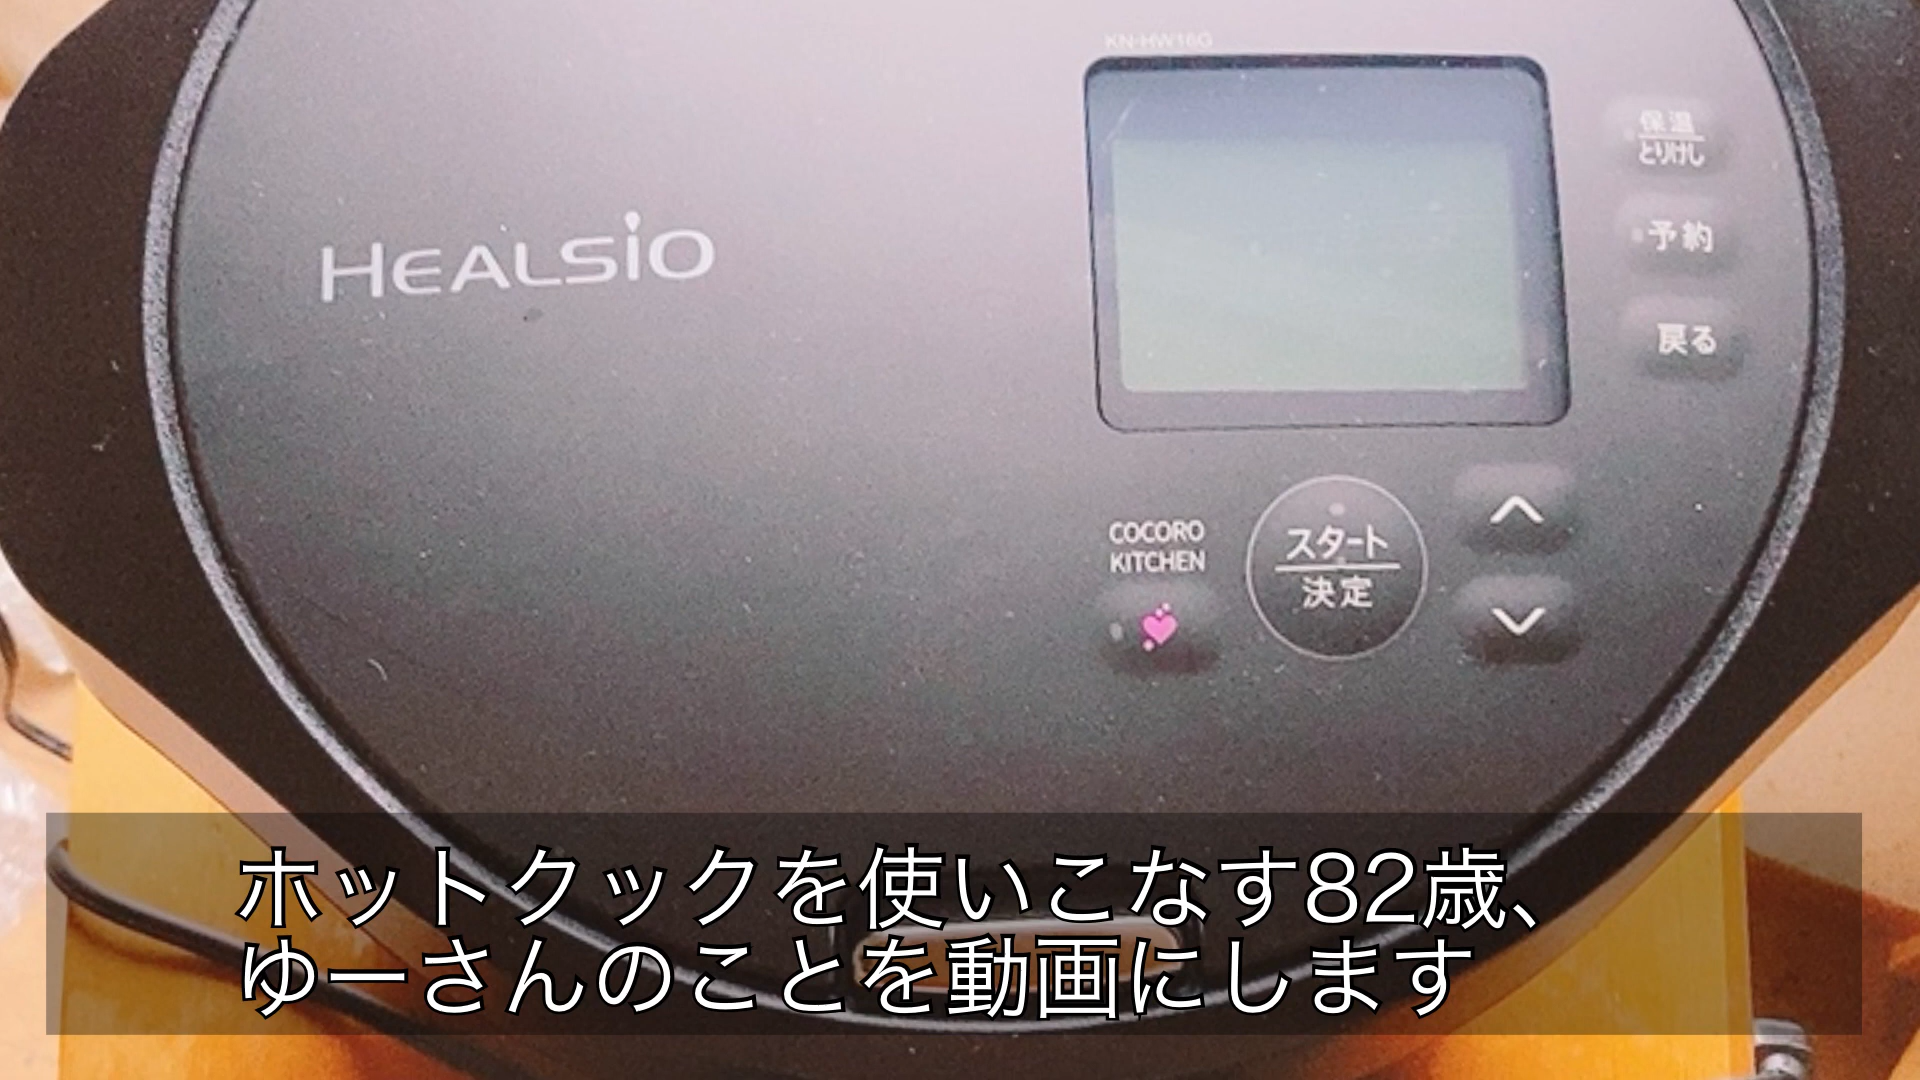 KN-HW16G
HEALSIO
保温
とりけし
予約
戻る
COCORO
KITCHEN
スタート
決定
ホットクックを使いこなす82歳、
ゆーさんのことを動画にします